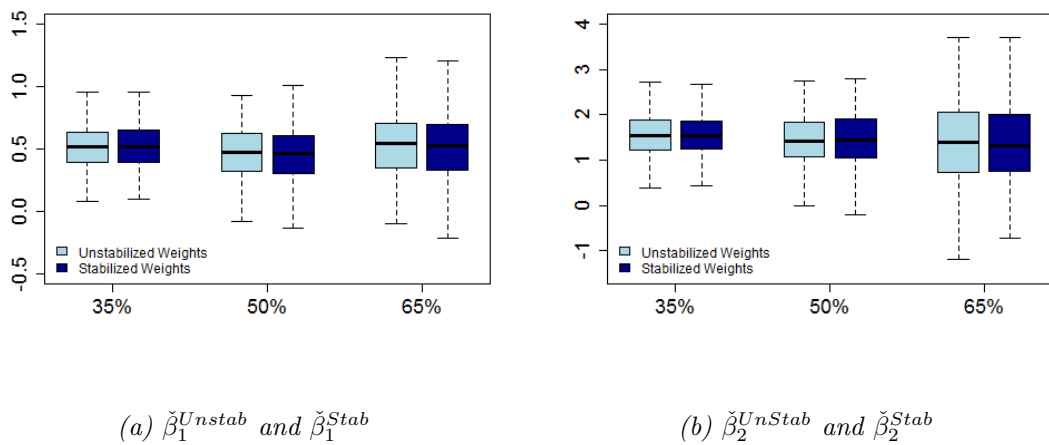 1.5
1.0
0.5
0.0
-0.5
Unstabilized Weights
Stabilized Weights
35%
50%
65%
4
3
2
1
0
-1
Unstabilized Weights
Stabilized Weights
35%
50%
65%
(a) β̌₁^{Unstab} and β̌₁^{Stab}
(b) β̌₂^{UnStab} and β̌₂^{Stab}